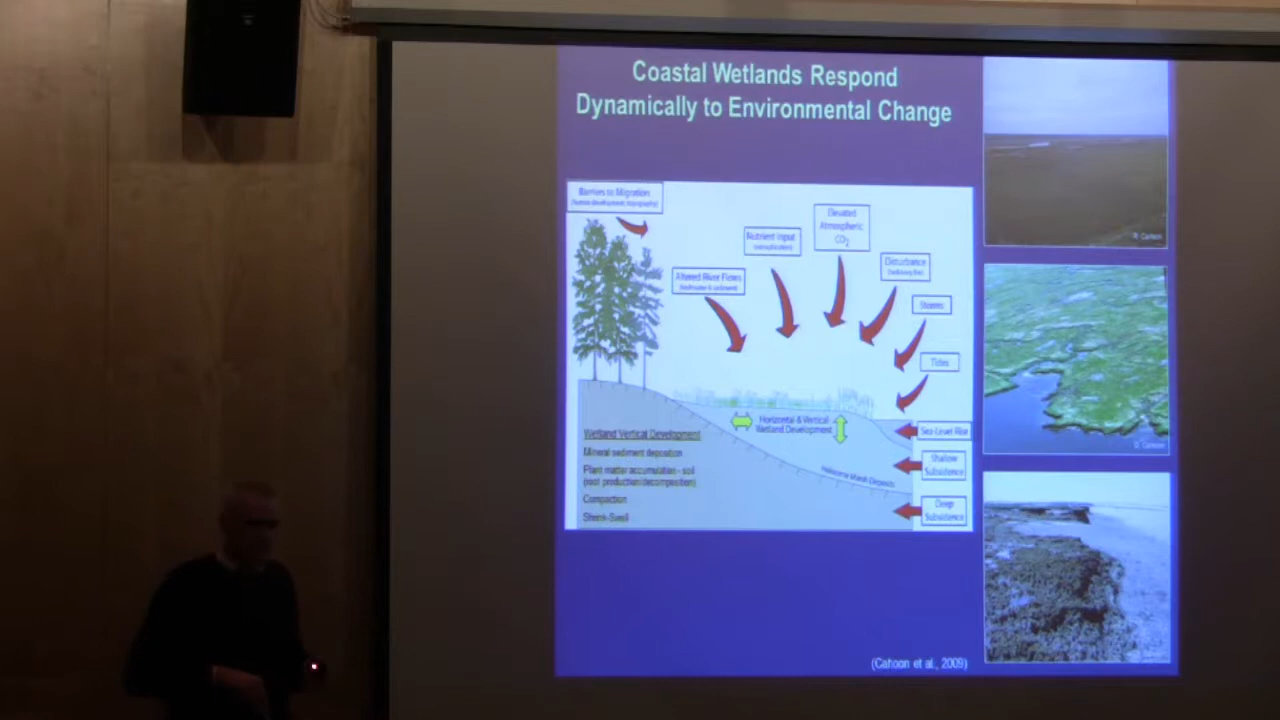 Coastal Wetlands Respond
Dynamically to Environmental Change
Barriers to Migration
Nutrient Input
Elevated
Atmospheric
CO2
Altered River Flows
Disturbance
Storms
Tides
Horizontal & Vertical
Wetland Development
Sea-Level Rise
Wetland Vertical Development
Mineral sediment deposition
Plant matter accumulation - soil
(root production/decomposition)
Compaction
Shrink-Swell
Holocene Marsh Deposits
Shallow
Subsidence
Deep
Subsidence
(Cahoon et al., 2009)